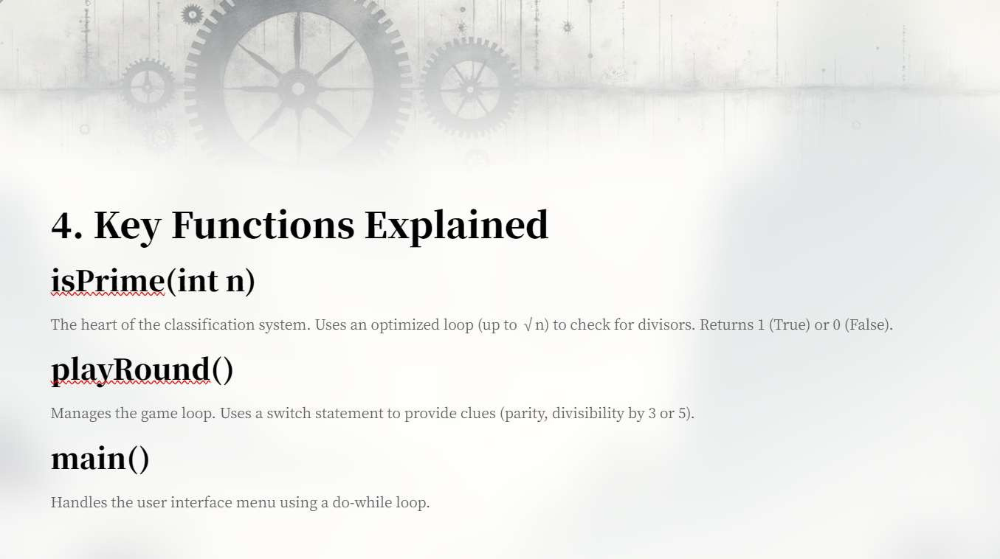 4. Key Functions Explained
isPrime(int n)
The heart of the classification system. Uses an optimized loop (up to √n) to check for divisors. Returns 1 (True) or 0 (False).
playRound()
Manages the game loop. Uses a switch statement to provide clues (parity, divisibility by 3 or 5).
main()
Handles the user interface menu using a do-while loop.